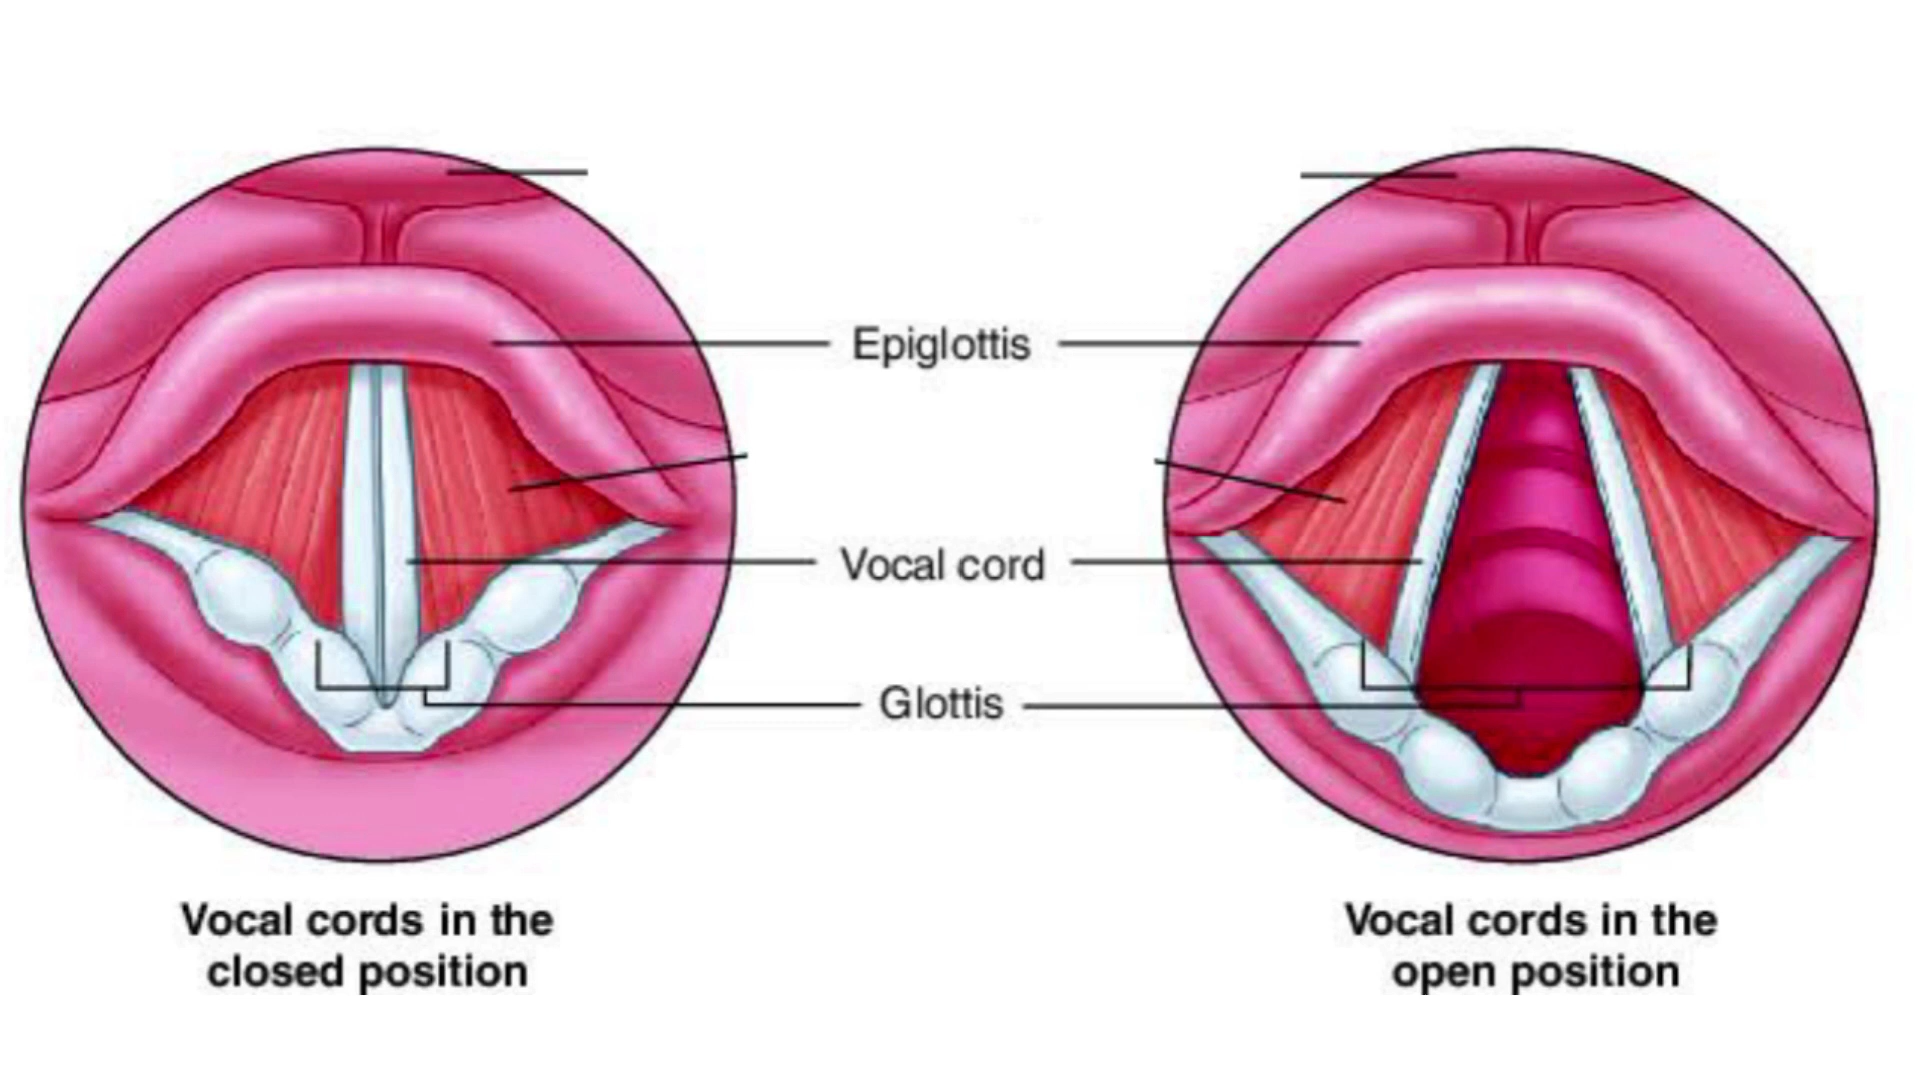 Epiglottis
Vocal cord
Glottis
Vocal cords in the
closed position
Vocal cords in the
open position